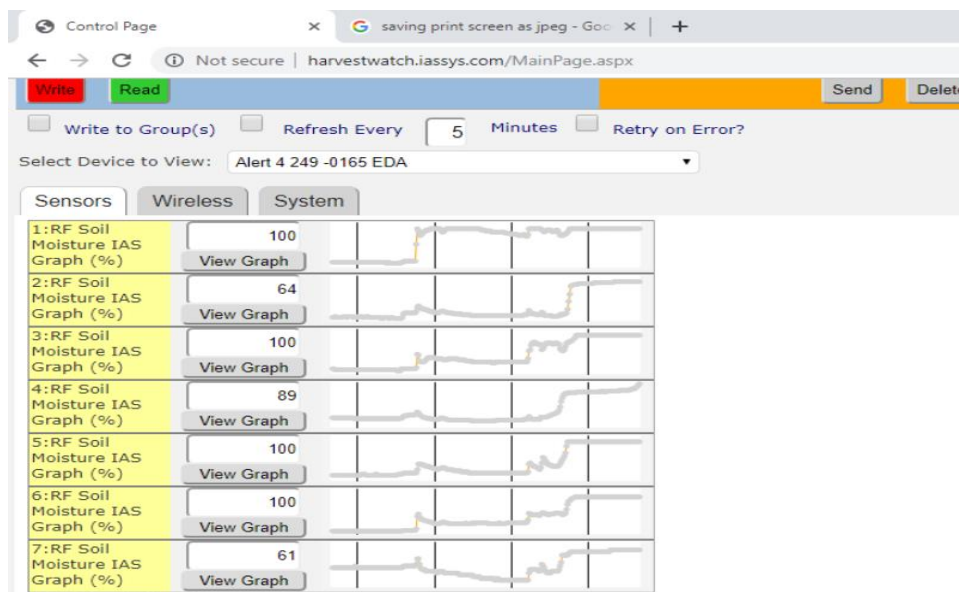 Control Page
saving print screen as jpeg - Goo
Not secure | harvestwatch.iassys.com/MainPage.aspx
Write Read Send Delet
Write to Group(s) Refresh Every 5 Minutes Retry on Error?
Select Device to View: Alert 4 249 -0165 EDA
Sensors Wireless System
1:RF Soil
Moisture IAS
Graph (%)
100
View Graph
2:RF Soil
Moisture IAS
Graph (%)
64
View Graph
3:RF Soil
Moisture IAS
Graph (%)
100
View Graph
4:RF Soil
Moisture IAS
Graph (%)
89
View Graph
5:RF Soil
Moisture IAS
Graph (%)
100
View Graph
6:RF Soil
Moisture IAS
Graph (%)
100
View Graph
7:RF Soil
Moisture IAS
Graph (%)
61
View Graph